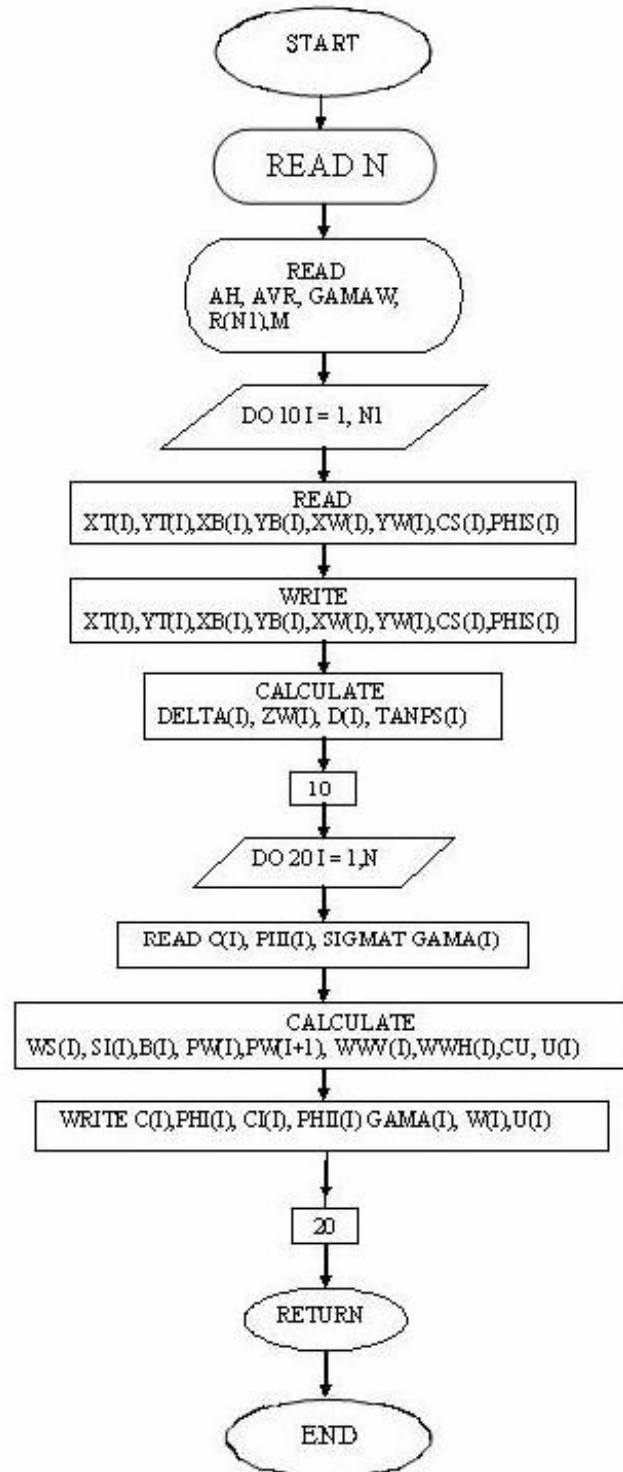 START
READ N
READ
AH, AVR, GAMAW,
R(N1),M
DO 10 I = 1, N1
READ
XT(I),YT(I),XB(I),YB(I),XW(I),YW(I),CS(I),PHIS(I)
WRITE
XT(I),YT(I),XB(I),YB(I),XW(I),YW(I),CS(I),PHIS(I)
CALCULATE
DELTA(I), ZW(I), D(I), TANPS(I)
10
DO 20 I = 1,N
READ C(I), PHI(I), SIGMAT GAMA(I)
CALCULATE
WS(I), SI(I),B(I), PW(I),PW(I+1), WWV(I),WWH(I),CU, U(I)
WRITE C(I),PHI(I), CI(I), PHII(I) GAMA(I), W(I),U(I)
20
RETURN
END